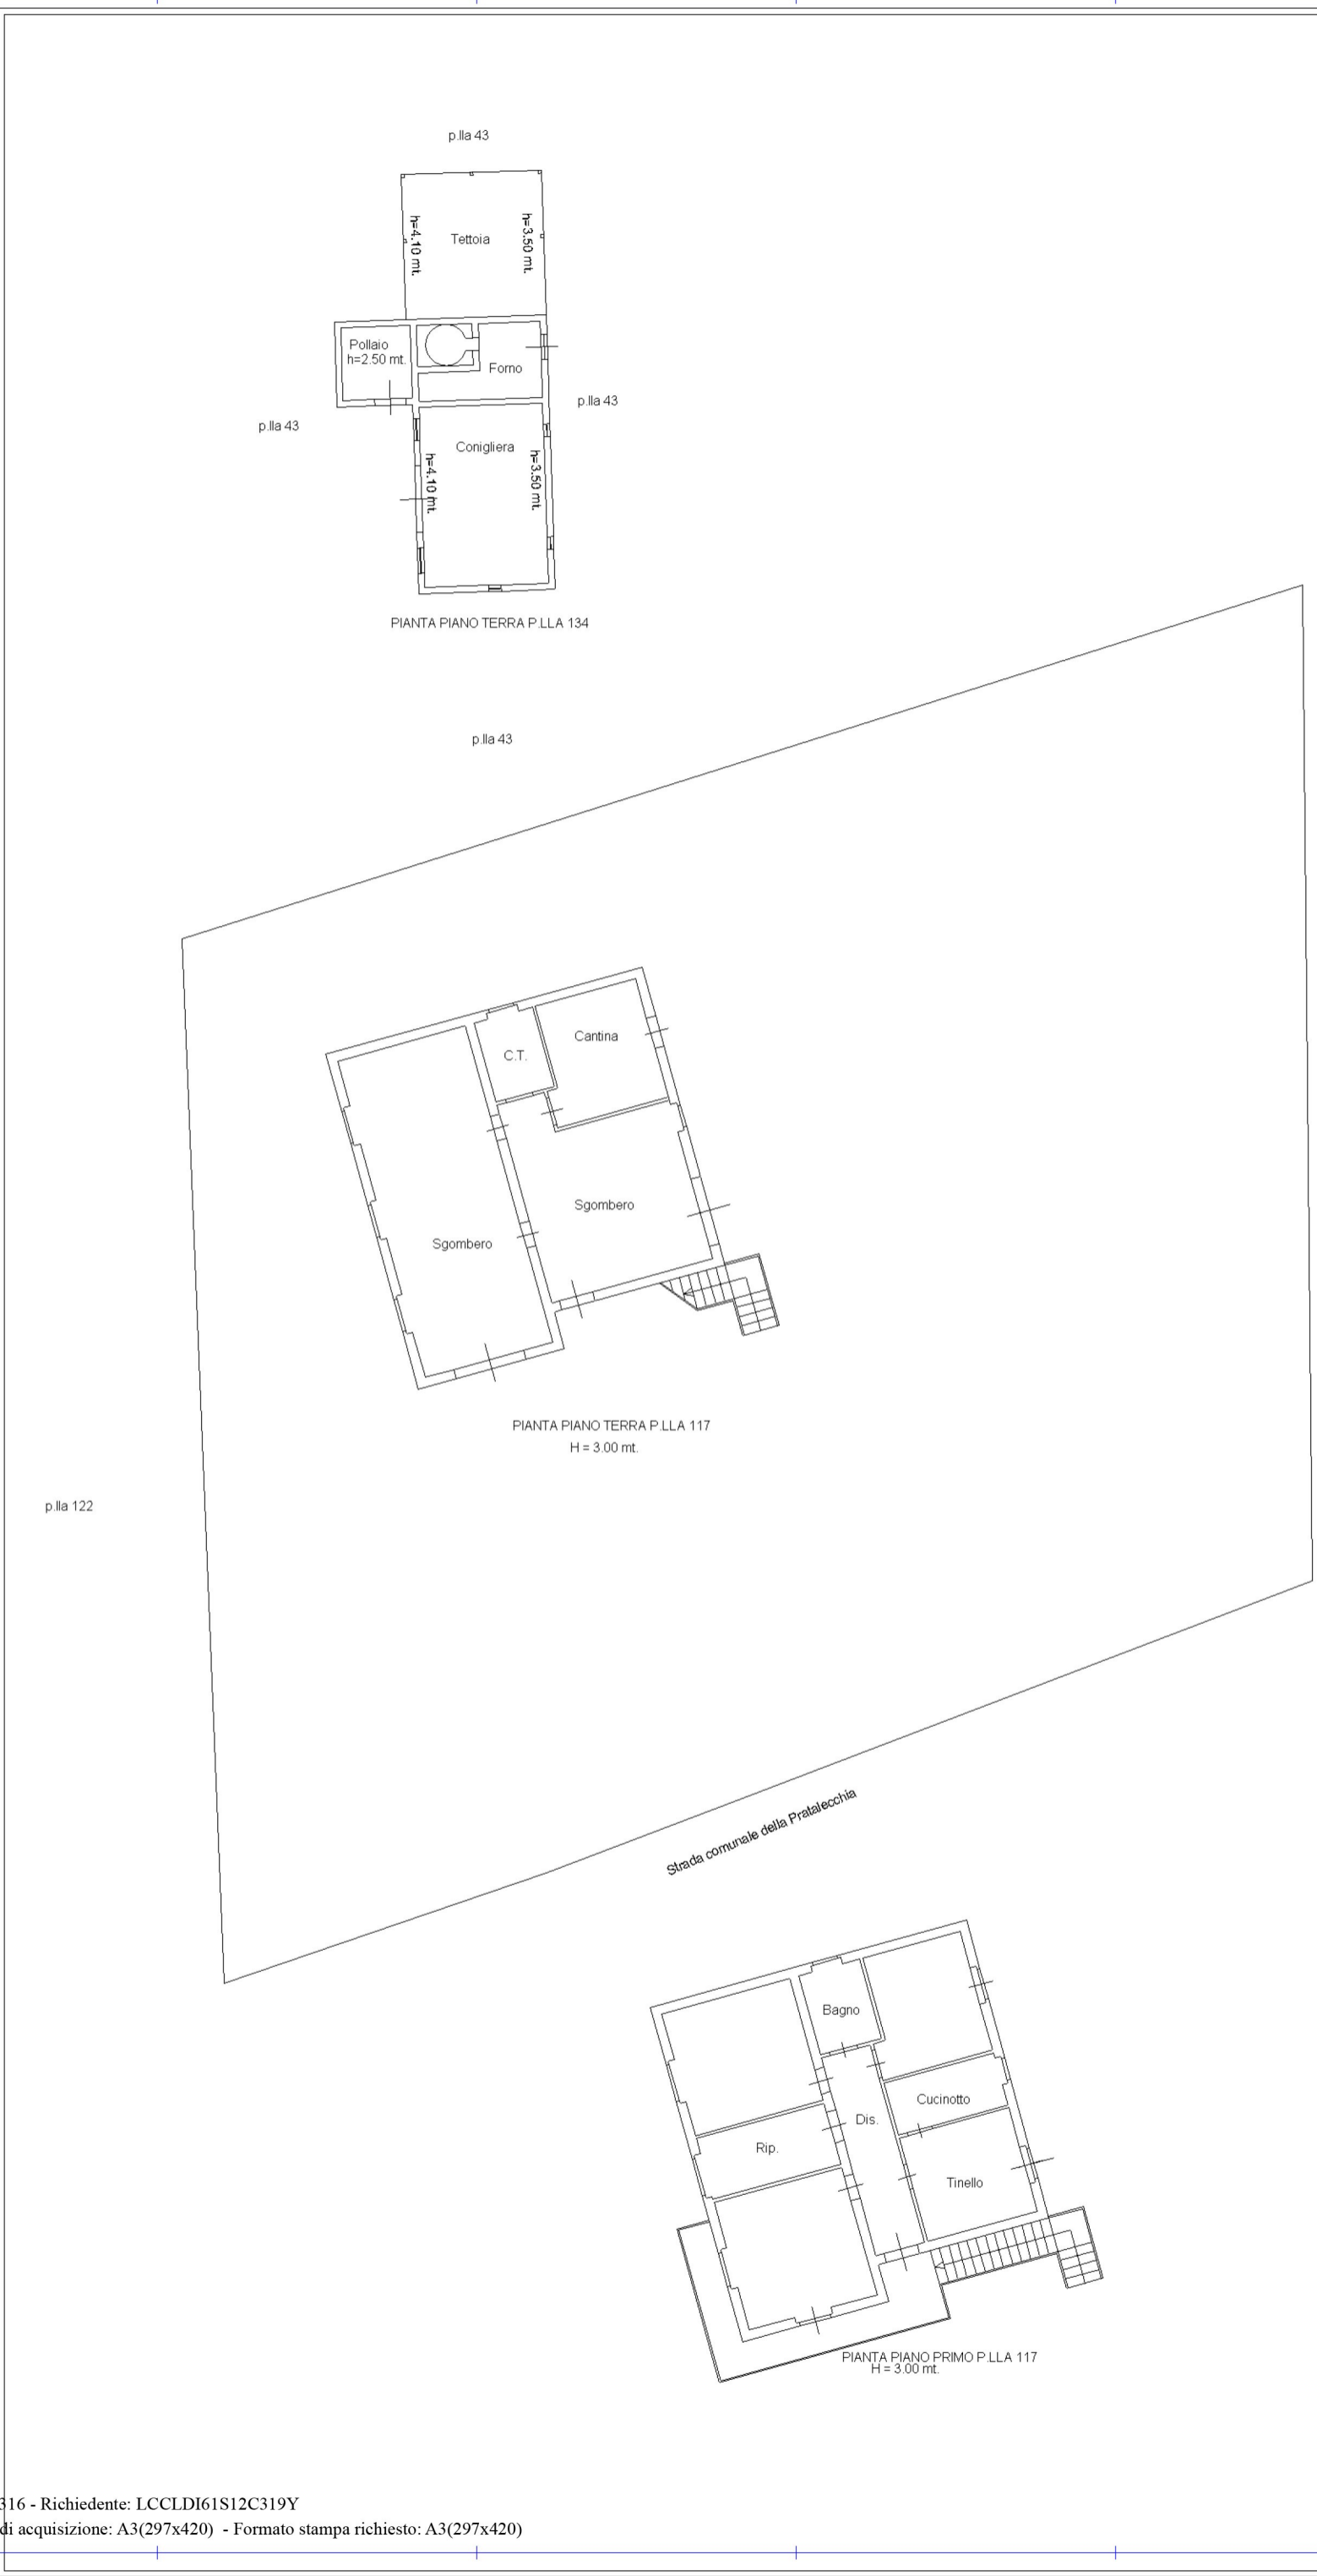 p.lla 43
Tettoia
h=4.10 mt.
h=3.50 mt.
Pollaio
h=2.50 mt.
Forno
p.lla 43
p.lla 43
Conigliera
h=4.10 mt.
h=3.50 mt.
PIANTA PIANO TERRA P.LLA 134
p.lla 43
Cantina
C.T.
Sgombero
Sgombero
PIANTA PIANO TERRA P.LLA 117
H = 3.00 mt.
p.lla 122
Strada comunale della Pratalecchia
Bagno
Cucinotto
Dis.
Rip.
Tinello
PIANTA PIANO PRIMO P.LLA 117
H = 3.00 mt.
316 - Richiedente: LCCLDI61S12C319Y
di acquisizione: A3(297x420) - Formato stampa richiesto: A3(297x420)